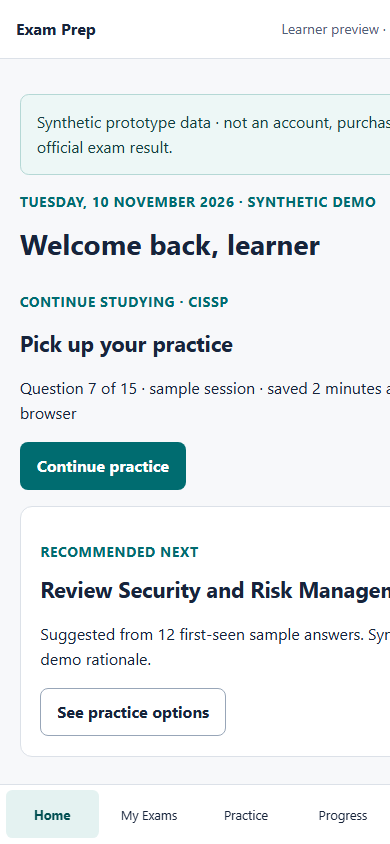 Exam Prep
Learner preview ·
Synthetic prototype data · not an account, purchas
official exam result.
TUESDAY, 10 NOVEMBER 2026 · SYNTHETIC DEMO
Welcome back, learner
CONTINUE STUDYING · CISSP
Pick up your practice
Question 7 of 15 · sample session · saved 2 minutes a
browser
Continue practice
RECOMMENDED NEXT
Review Security and Risk Managem
Suggested from 12 first-seen sample answers. Syn
demo rationale.
See practice options
Home
My Exams
Practice
Progress